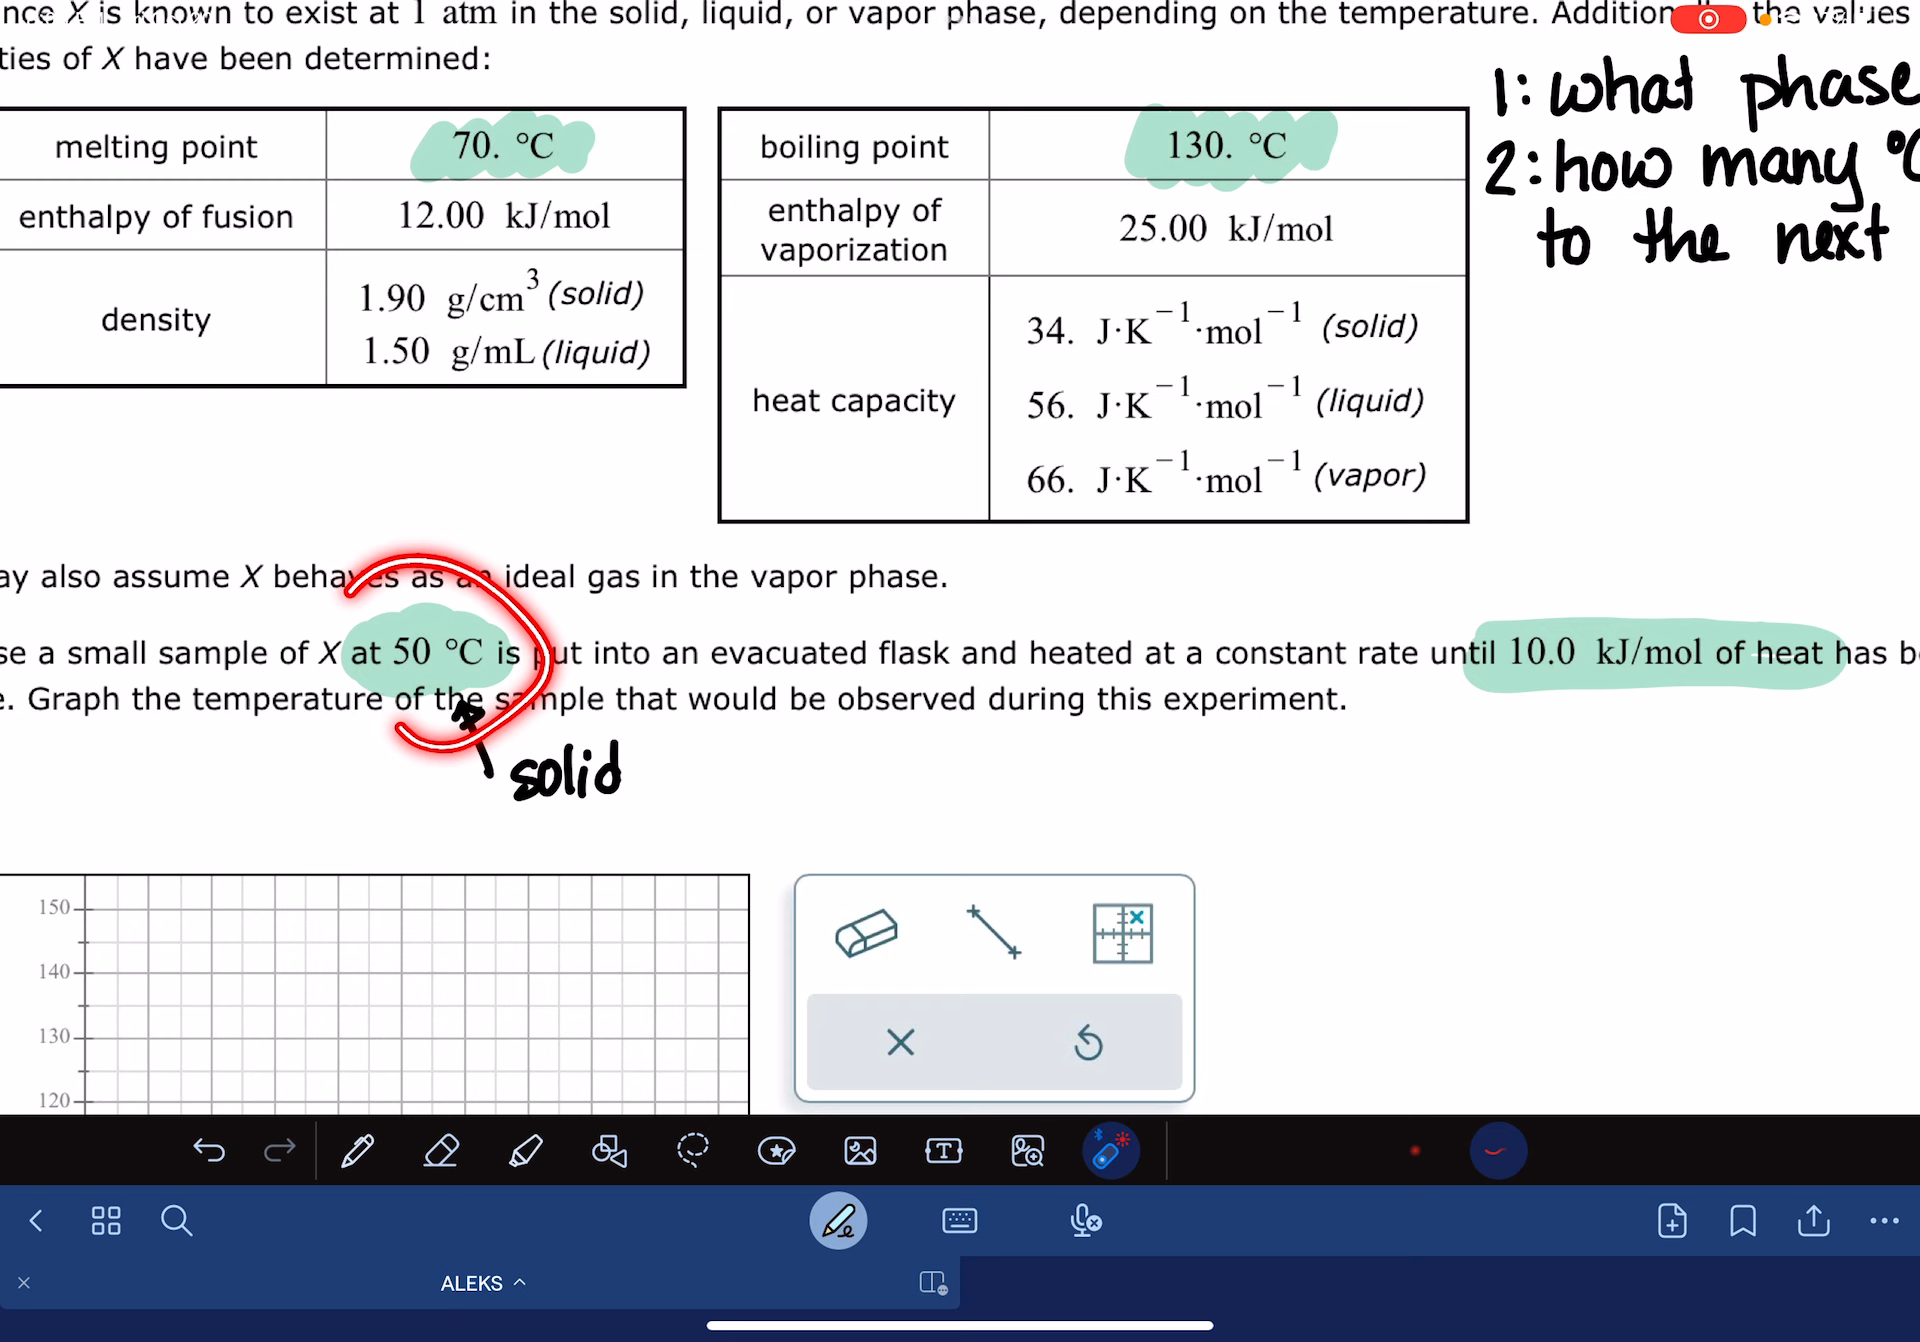 X is known to exist at 1 atm in the solid, liquid, or vapor phase, depending on the temperature. the values
of X have been determined:
1: what phase
2: how many °C
to the next
melting point 70. °C
enthalpy of fusion 12.00 kJ/mol
density 1.90 g/cm³ (solid)
1.50 g/mL (liquid)
boiling point 130. °C
enthalpy of
vaporization 25.00 kJ/mol
heat capacity 34. J·K⁻¹·mol⁻¹ (solid)
56. J·K⁻¹·mol⁻¹ (liquid)
66. J·K⁻¹·mol⁻¹ (vapor)
also assume X behaves as an ideal gas in the vapor phase.
a small sample of X at 50 °C is put into an evacuated flask and heated at a constant rate until 10.0 kJ/mol of heat has
. Graph the temperature of the sample that would be observed during this experiment.
solid
150
140
130
120
ALEKS